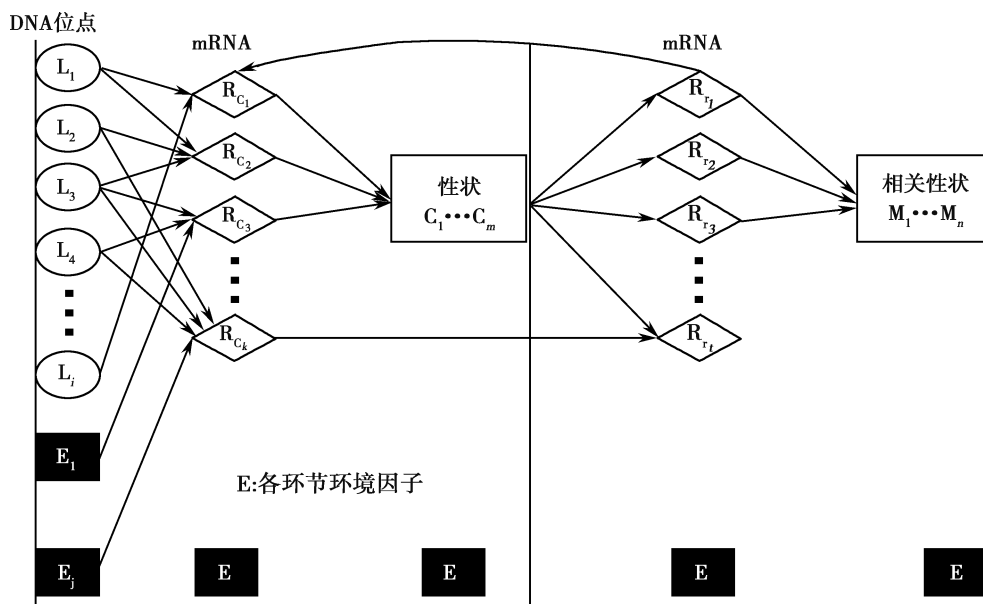 DNA位点
mRNA
mRNA
L1
L2
L3
L4
Li
RC1
RC2
RC3
RCk
性状
C1···Cm
Rr1
Rr2
Rr3
Rrt
相关性状
M1···Mn
E1
Ej
E:各环节环境因子
E
E
E
E